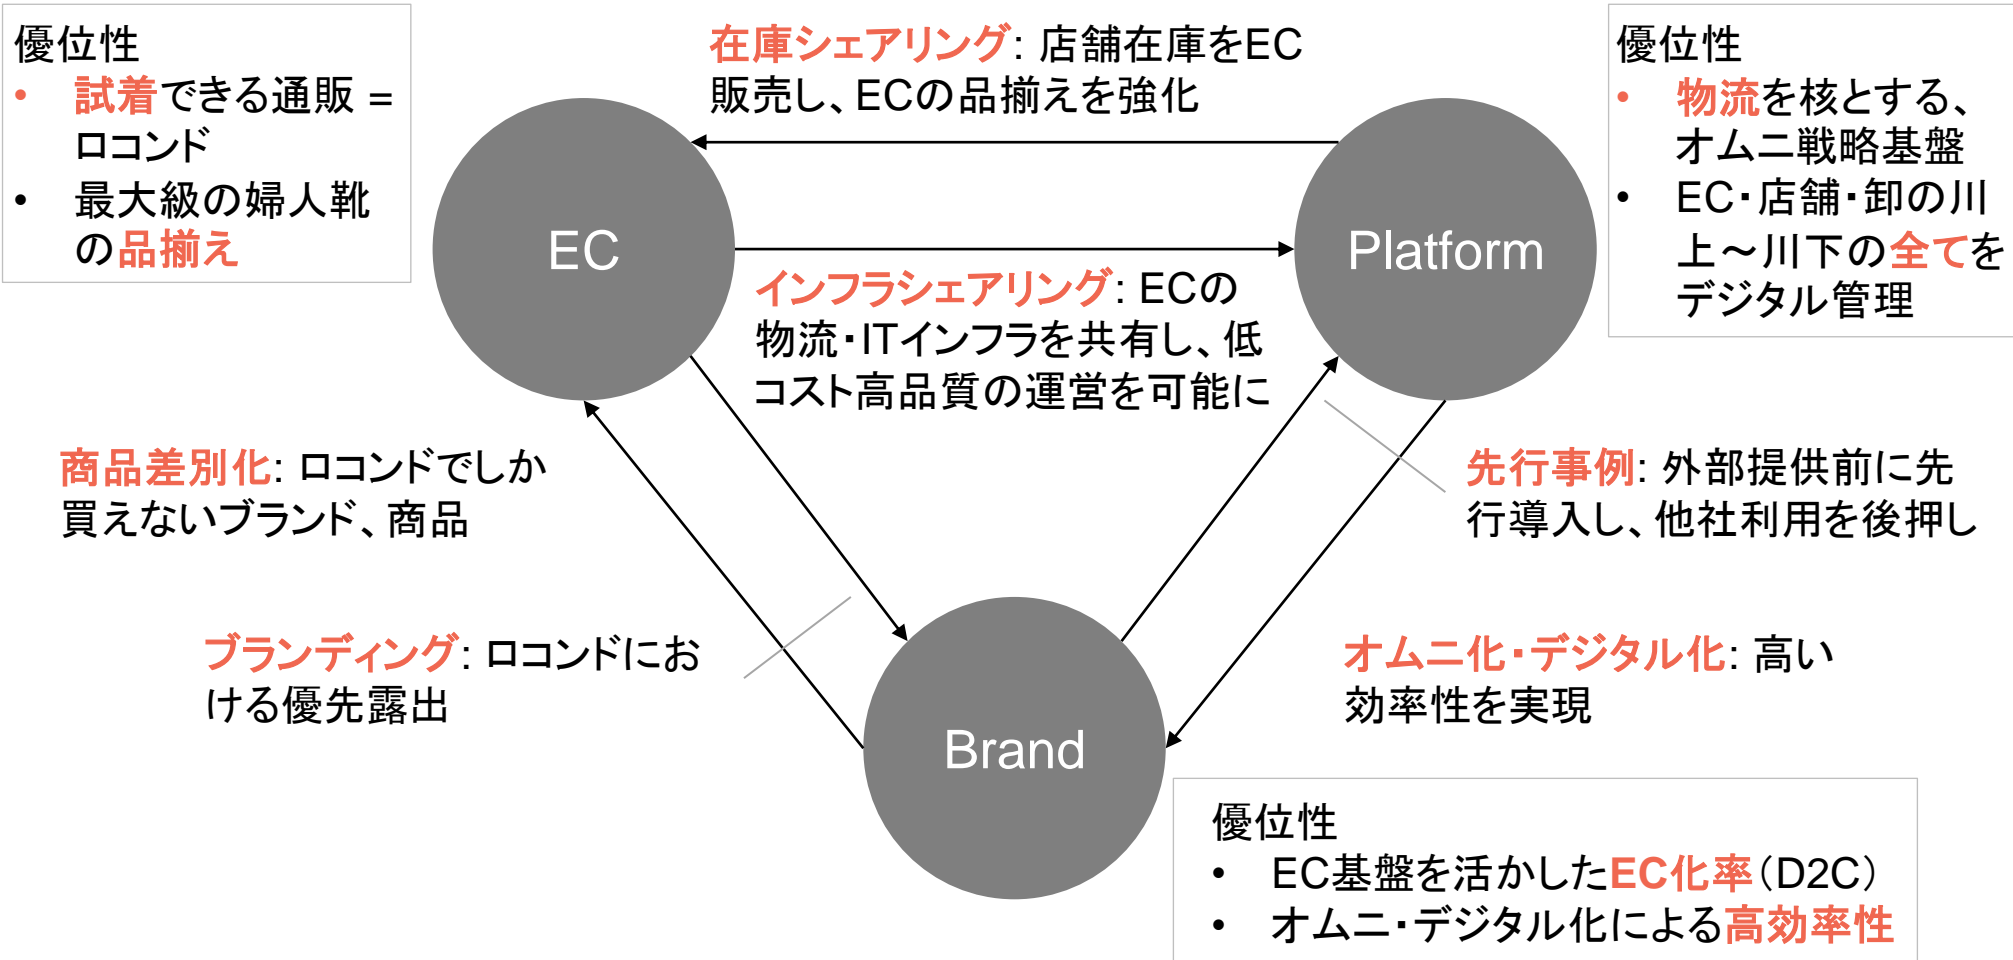 優位性
• 試着できる通販 =
ロコンド
• 最大級の婦人靴
の品揃え
在庫シェアリング: 店舗在庫をEC
販売し、ECの品揃えを強化
優位性
• 物流を核とする、
オムニ戦略基盤
• EC・店舗・卸の川
上～川下の全てを
デジタル管理
EC
Platform
インフラシェアリング: ECの
物流・ITインフラを共有し、低
コスト高品質の運営を可能に
商品差別化: ロコンドでしか
買えないブランド、商品
先行事例: 外部提供前に先
行導入し、他社利用を後押し
ブランディング: ロコンドにお
ける優先露出
オムニ化・デジタル化: 高い
効率性を実現
Brand
優位性
• EC基盤を活かしたEC化率（D2C）
• オムニ・デジタル化による高効率性